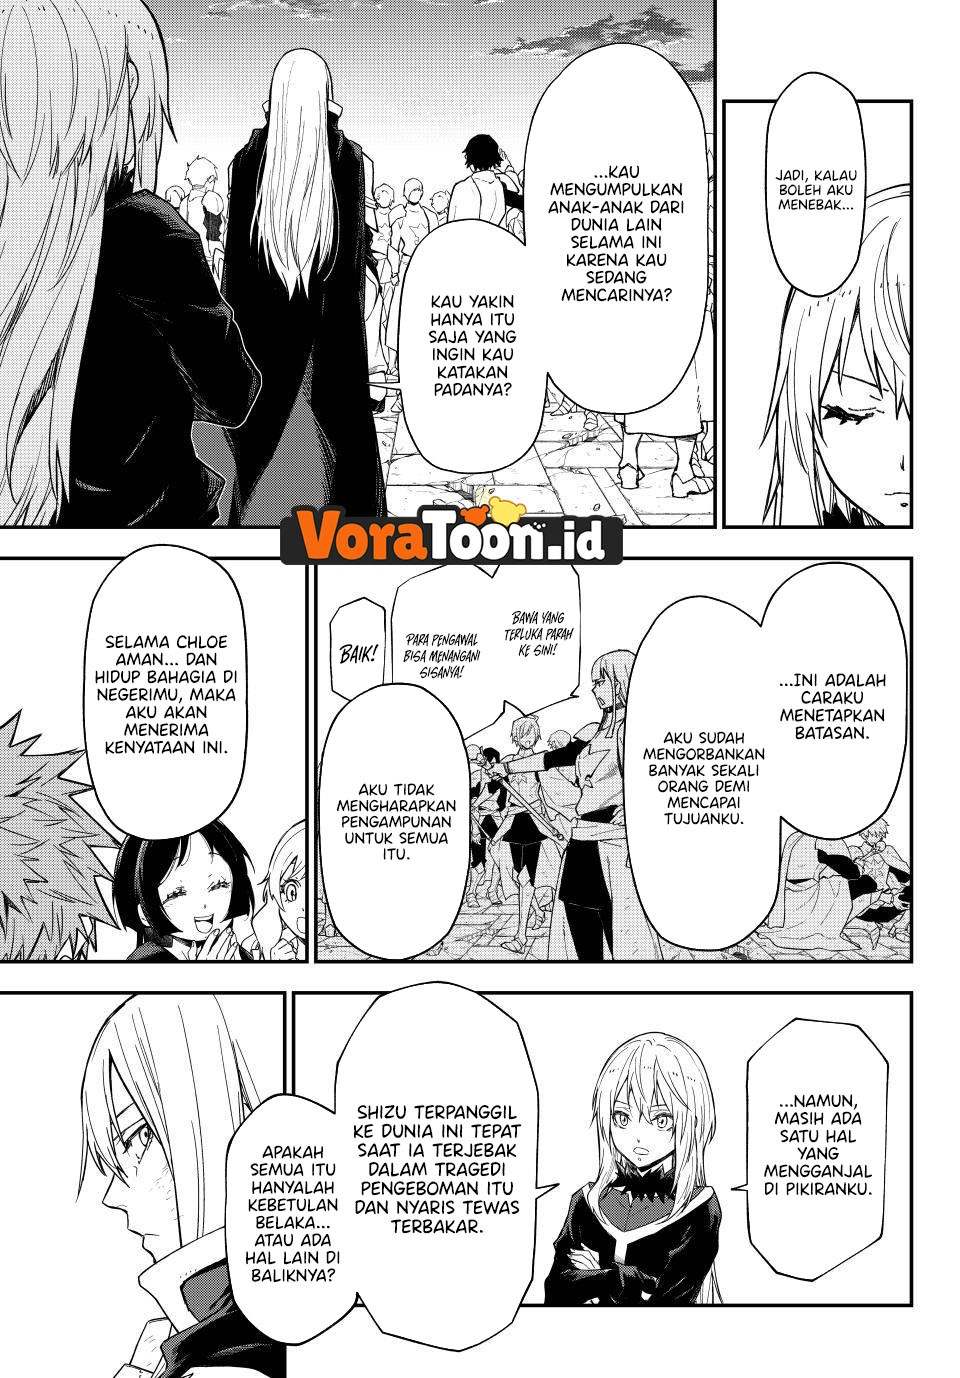 JADI, KALAU
BOLEH AKU
MENEBAK...
...KAU
MENGUMPULKAN
ANAK-ANAK DARI
DUNIA LAIN
SELAMA INI
KARENA KAU
SEDANG
MENCARINYA?
KAU YAKIN
HANYA ITU
SAJA YANG
INGIN KAU
KATAKAN
PADANYA?
VoraToon.id
...INI ADALAH
CARAKU
MENETAPKAN
BATASAN.
AKU SUDAH
MENGORBANKAN
BANYAK SEKALI
ORANG DEMI
MENCAPAI
TUJUANKU.
BAWA YANG
TERLUKA PARAH
KE SINI!
PARA PENGAWAL
BISA MENANGANI
SISANYA!
BAIK!
AKU TIDAK
MENGHARAPKAN
PENGAMPUNAN
UNTUK SEMUA
ITU.
SELAMA CHLOE
AMAN... DAN
HIDUP BAHAGIA DI
NEGERIMU, MAKA
AKU AKAN
MENERIMA
KENYATAAN INI.
...NAMUN,
MASIH ADA
SATU HAL
YANG
MENGGANJAL
DI PIKIRANKU.
SHIZU TERPANGGIL
KE DUNIA INI TEPAT
SAAT IA TERJEBAK
DALAM TRAGEDI
PENGEBOMAN ITU
DAN NYARIS TEWAS
TERBAKAR.
APAKAH
SEMUA ITU
HANYALAH
KEBETULAN
BELAKA...
ATAU ADA
HAL LAIN DI
BALIKNYA?